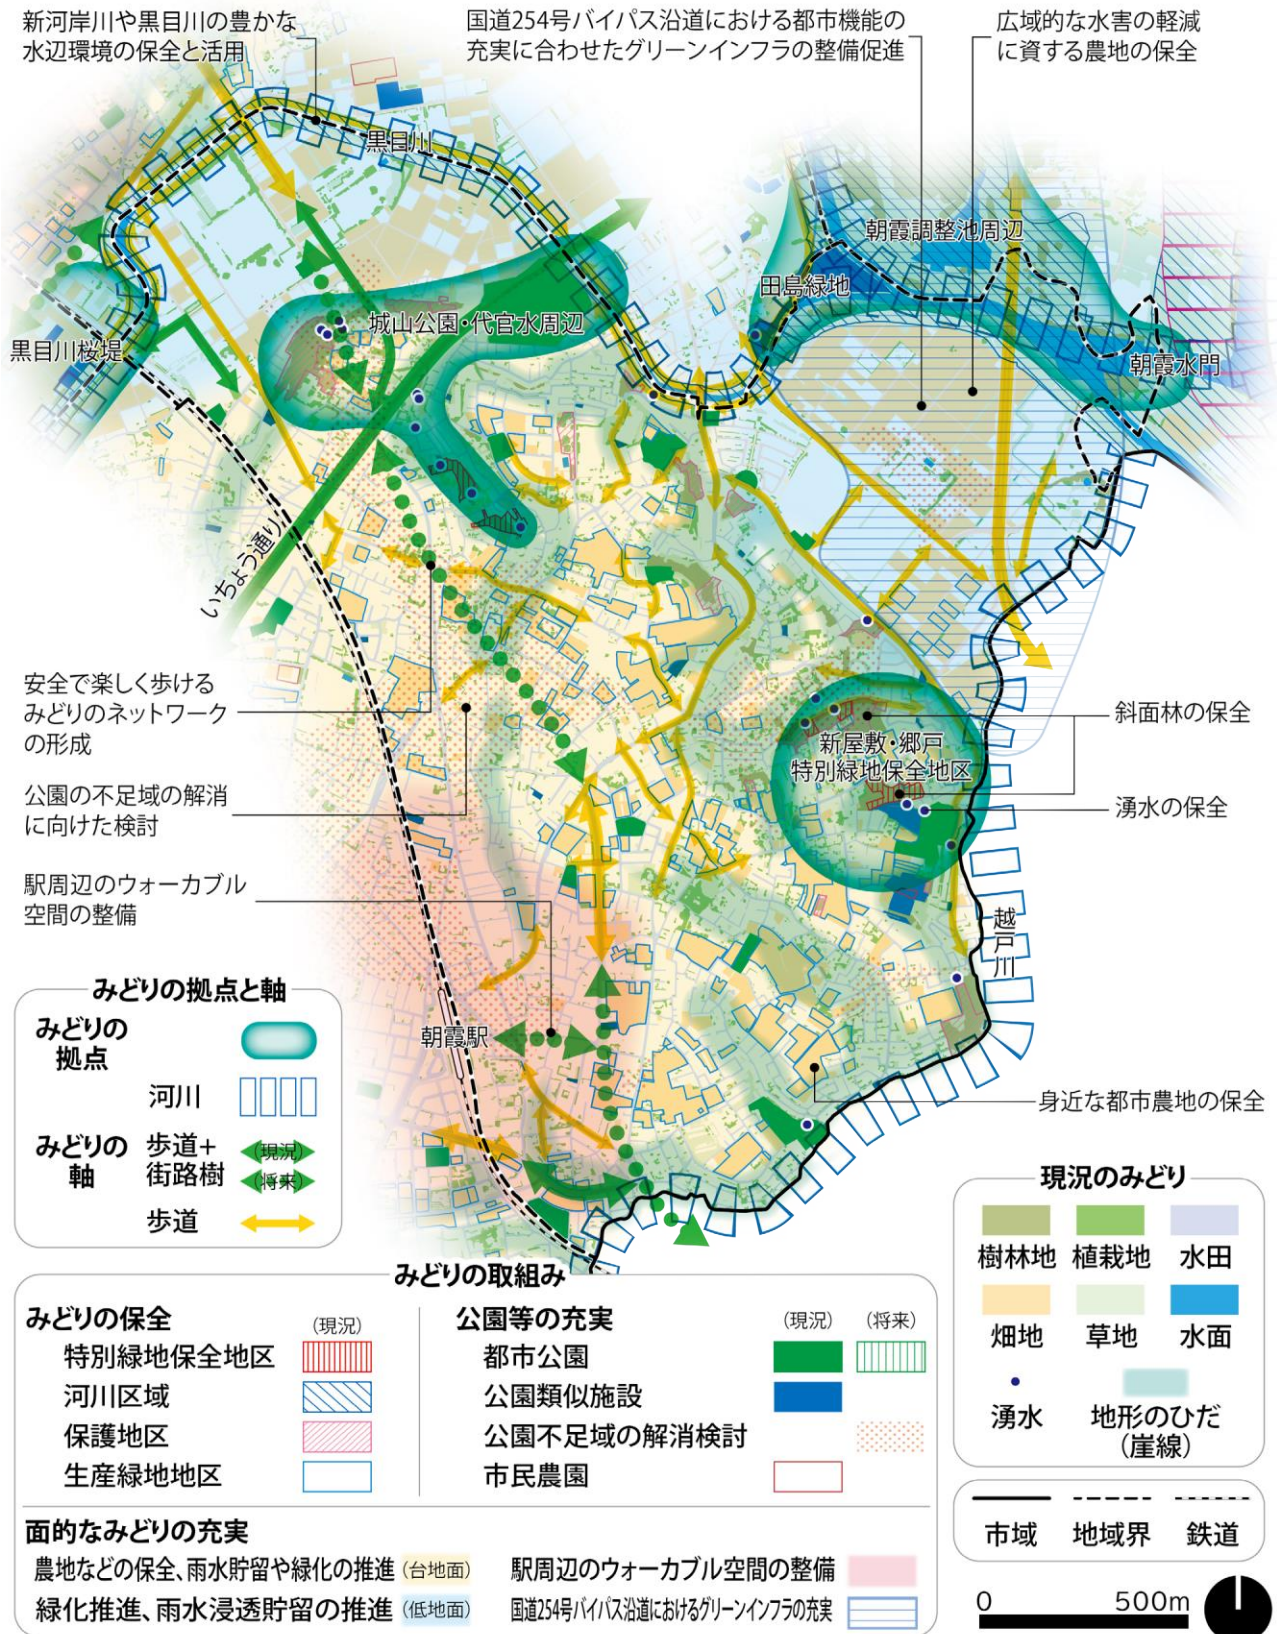 新河岸川や黒目川の豊かな
水辺環境の保全と活用
国道254号バイパス沿道における都市機能の
充実に合わせたグリーンインフラの整備促進
広域的な水害の軽減
に資する農地の保全
黒目川
朝霞調整池周辺
田島緑地
城山公園・代官水周辺
黒目川桜堤
朝霞水門
いちょう通り
安全で楽しく歩ける
みどりのネットワーク
の形成
斜面林の保全
新屋敷・郷戸
特別緑地保全地区
公園の不足域の解消
に向けた検討
湧水の保全
駅周辺のウォーカブル
空間の整備
越戸川
朝霞駅
身近な都市農地の保全
みどりの拠点と軸
みどりの
拠点
河川
みどりの
軸
歩道+
街路樹
(現況)
(将来)
歩道
現況のみどり
樹林地 植栽地 水田
畑地 草地 水面
湧水 地形のひだ
(崖線)
みどりの取組み
みどりの保全 (現況)
特別緑地保全地区
河川区域
保護地区
生産緑地地区
公園等の充実 (現況) (将来)
都市公園
公園類似施設
公園不足域の解消検討
市民農園
面的なみどりの充実
農地などの保全、雨水貯留や緑化の推進 (台地面)
緑化推進、雨水浸透貯留の推進 (低地面)
駅周辺のウォーカブル空間の整備
国道254号バイパス沿道におけるグリーンインフラの充実
市域 地域界 鉄道
0 500m